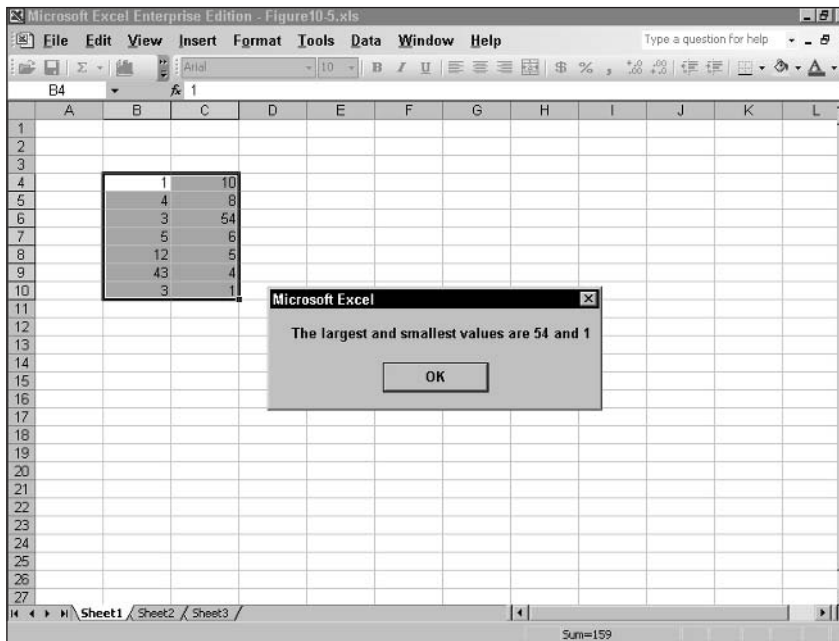 Microsoft Excel Enterprise Edition - Figure10-5.xls
File Edit View Insert Format Tools Data Window Help Type a question for help
Σ Arial 10 B I U $ % ,
B4 fx 1
A B C D E F G H I J K L
1
2
3
4 1 10
5 4 8
6 3 54
7 5 6
8 12 5
9 43 4
10 3 1
11
12
13
14
15
16
17
18
19
20
21
22
23
24
25
26
27
Microsoft Excel
The largest and smallest values are 54 and 1
OK
Sheet1 Sheet2 Sheet3
Sum=159